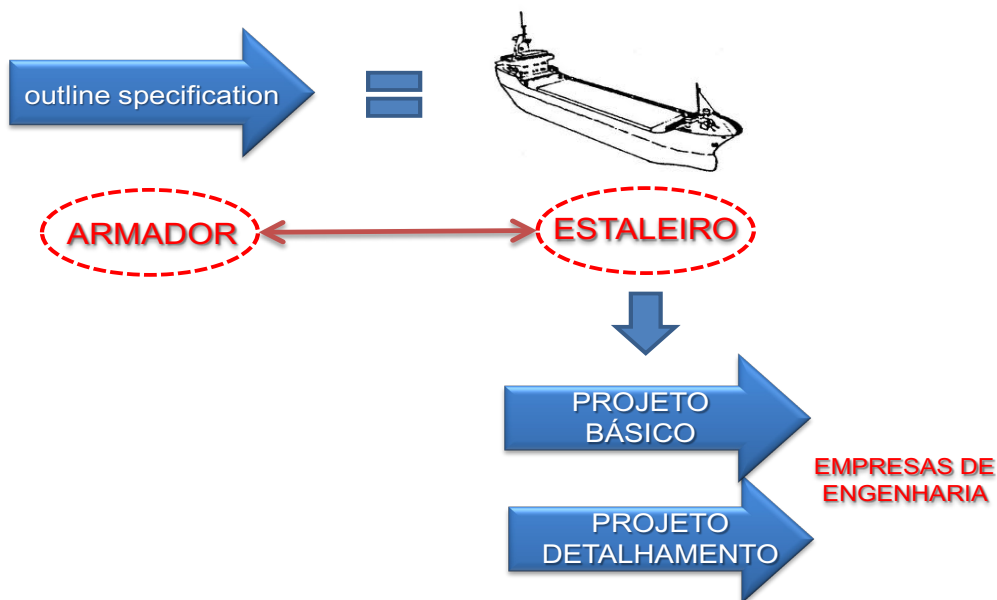 outline specification
ARMADOR
ESTALEIRO
PROJETO
BÁSICO
EMPRESAS DE
ENGENHARIA
PROJETO
DETALHAMENTO